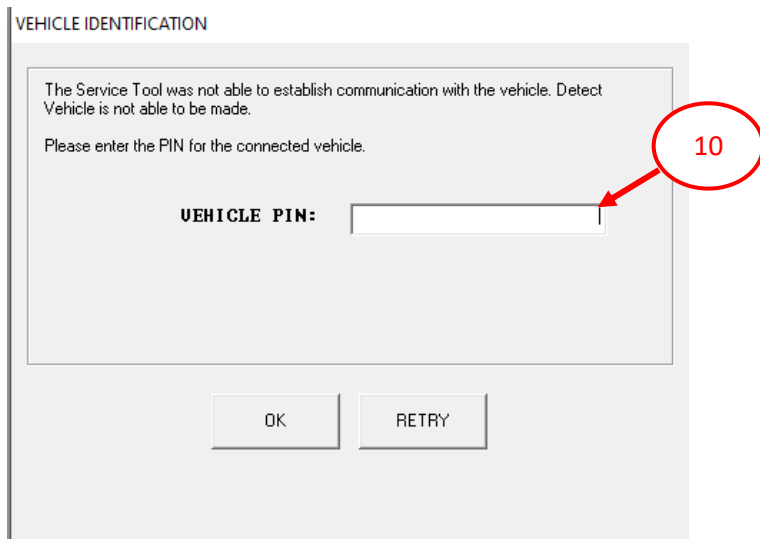 VEHICLE IDENTIFICATION
The Service Tool was not able to establish communication with the vehicle. Detect
Vehicle is not able to be made.
Please enter the PIN for the connected vehicle.
10
VEHICLE PIN:
OK
RETRY